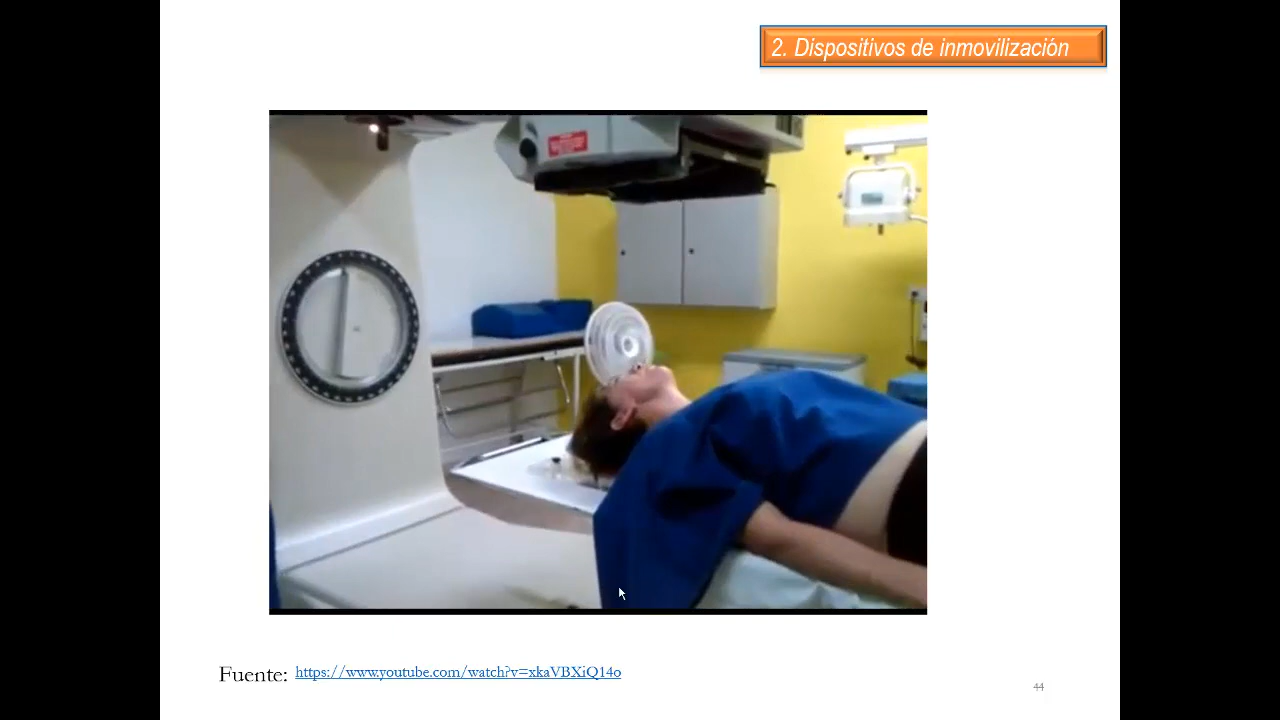 2. Dispositivos de inmovilización
Fuente: https://www.youtube.com/watch?v=xkaVBXiQ14o
44